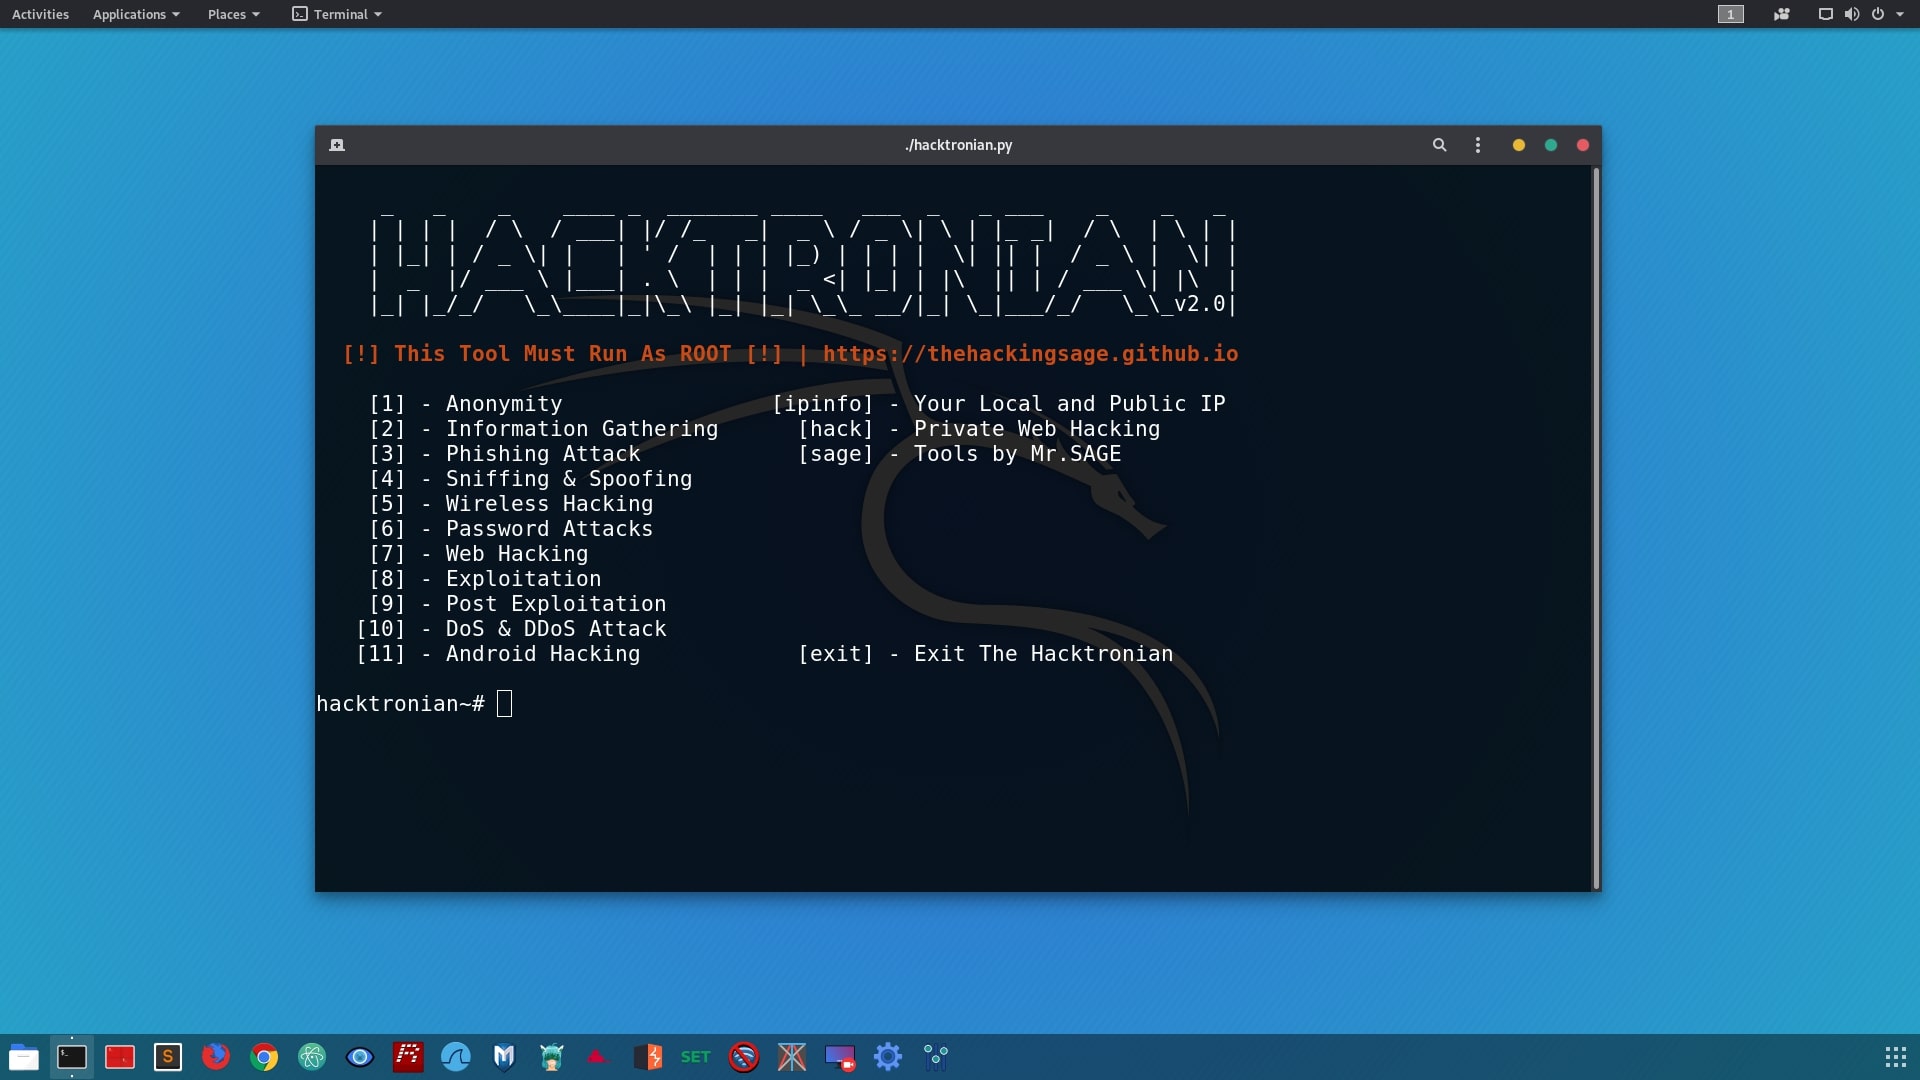 Activities Applications Places Terminal 1
./hacktronian.py
HACKTRONIAN
v2.0
[!] This Tool Must Run As ROOT [!] | https://thehackingsage.github.io
[1] - Anonymity [ipinfo] - Your Local and Public IP
[2] - Information Gathering [hack] - Private Web Hacking
[3] - Phishing Attack [sage] - Tools by Mr.SAGE
[4] - Sniffing & Spoofing
[5] - Wireless Hacking
[6] - Password Attacks
[7] - Web Hacking
[8] - Exploitation
[9] - Post Exploitation
[10] - DoS & DDoS Attack
[11] - Android Hacking [exit] - Exit The Hacktronian
hacktronian~#
SET